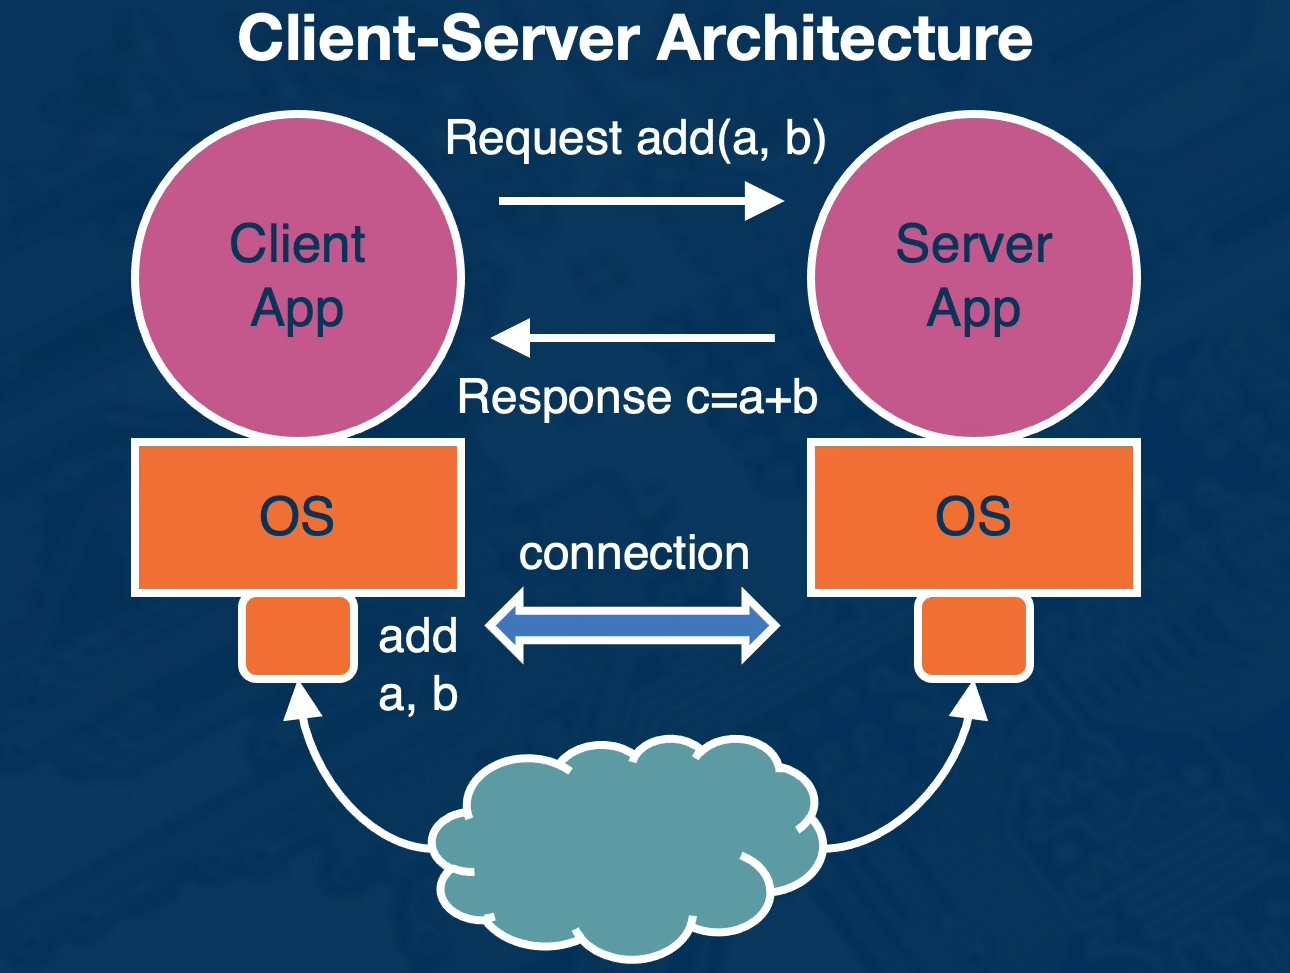 Client-Server Architecture
Request add(a, b)
Client
App
Server
App
Response c=a+b
OS
OS
connection
add
a, b